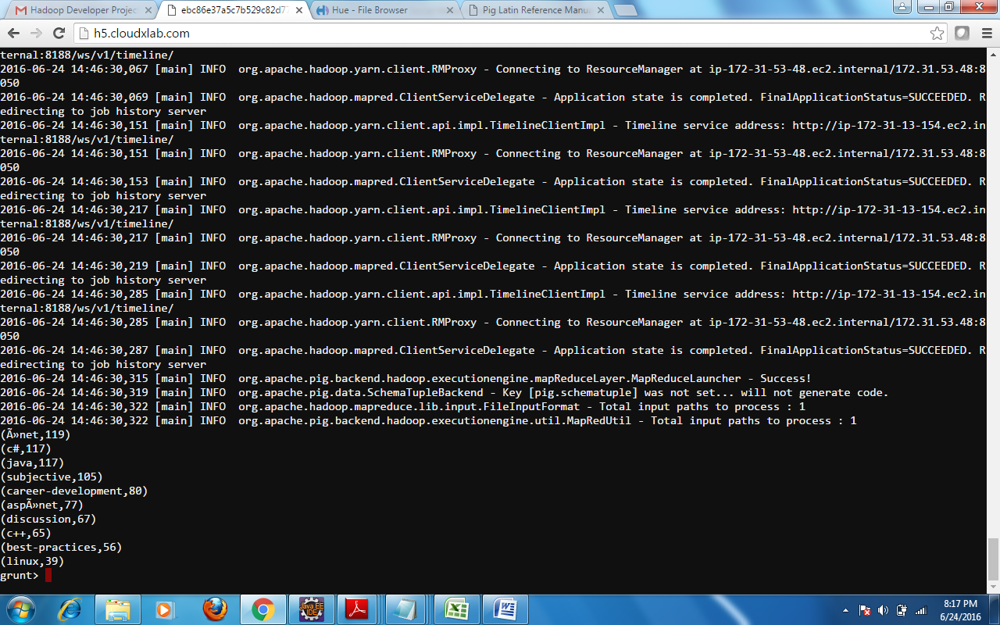 Hadoop Developer Projec
ebc86e37a5c7b529c82d7
Hue - File Browser
Pig Latin Reference Manu
h5.cloudxlab.com
ternal:8188/ws/v1/timeline/
2016-06-24 14:46:30,067 [main] INFO  org.apache.hadoop.yarn.client.RMProxy - Connecting to ResourceManager at ip-172-31-53-48.ec2.internal/172.31.53.48:8
050
2016-06-24 14:46:30,069 [main] INFO  org.apache.hadoop.mapred.ClientServiceDelegate - Application state is completed. FinalApplicationStatus=SUCCEEDED. R
edirecting to job history server
2016-06-24 14:46:30,151 [main] INFO  org.apache.hadoop.yarn.client.api.impl.TimelineClientImpl - Timeline service address: http://ip-172-31-13-154.ec2.in
ternal:8188/ws/v1/timeline/
2016-06-24 14:46:30,151 [main] INFO  org.apache.hadoop.yarn.client.RMProxy - Connecting to ResourceManager at ip-172-31-53-48.ec2.internal/172.31.53.48:8
050
2016-06-24 14:46:30,153 [main] INFO  org.apache.hadoop.mapred.ClientServiceDelegate - Application state is completed. FinalApplicationStatus=SUCCEEDED. R
edirecting to job history server
2016-06-24 14:46:30,217 [main] INFO  org.apache.hadoop.yarn.client.api.impl.TimelineClientImpl - Timeline service address: http://ip-172-31-13-154.ec2.in
ternal:8188/ws/v1/timeline/
2016-06-24 14:46:30,217 [main] INFO  org.apache.hadoop.yarn.client.RMProxy - Connecting to ResourceManager at ip-172-31-53-48.ec2.internal/172.31.53.48:8
050
2016-06-24 14:46:30,219 [main] INFO  org.apache.hadoop.mapred.ClientServiceDelegate - Application state is completed. FinalApplicationStatus=SUCCEEDED. R
edirecting to job history server
2016-06-24 14:46:30,285 [main] INFO  org.apache.hadoop.yarn.client.api.impl.TimelineClientImpl - Timeline service address: http://ip-172-31-13-154.ec2.in
ternal:8188/ws/v1/timeline/
2016-06-24 14:46:30,285 [main] INFO  org.apache.hadoop.yarn.client.RMProxy - Connecting to ResourceManager at ip-172-31-53-48.ec2.internal/172.31.53.48:8
050
2016-06-24 14:46:30,287 [main] INFO  org.apache.hadoop.mapred.ClientServiceDelegate - Application state is completed. FinalApplicationStatus=SUCCEEDED. R
edirecting to job history server
2016-06-24 14:46:30,315 [main] INFO  org.apache.pig.backend.hadoop.executionengine.mapReduceLayer.MapReduceLauncher - Success!
2016-06-24 14:46:30,319 [main] INFO  org.apache.pig.data.SchemaTupleBackend - Key [pig.schematuple] was not set... will not generate code.
2016-06-24 14:46:30,322 [main] INFO  org.apache.hadoop.mapreduce.lib.input.FileInputFormat - Total input paths to process : 1
2016-06-24 14:46:30,322 [main] INFO  org.apache.pig.backend.hadoop.executionengine.util.MapRedUtil - Total input paths to process : 1
(Ã»net,119)
(c#,117)
(java,117)
(subjective,105)
(career-development,80)
(aspÃ»net,77)
(discussion,67)
(c++,65)
(best-practices,56)
(linux,39)
grunt>
Java EE
IDE
8:17 PM
6/24/2016